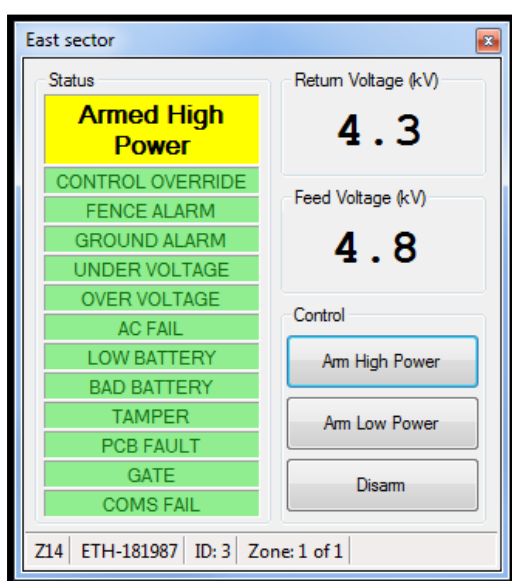 East sector
Status
Armed High
Power
CONTROL OVERRIDE
FENCE ALARM
GROUND ALARM
UNDER VOLTAGE
OVER VOLTAGE
AC FAIL
LOW BATTERY
BAD BATTERY
TAMPER
PCB FAULT
GATE
COMS FAIL
Return Voltage (kV)
4.3
Feed Voltage (kV)
4.8
Control
Arm High Power
Arm Low Power
Disarm
Z14 ETH-181987 ID: 3 Zone: 1 of 1